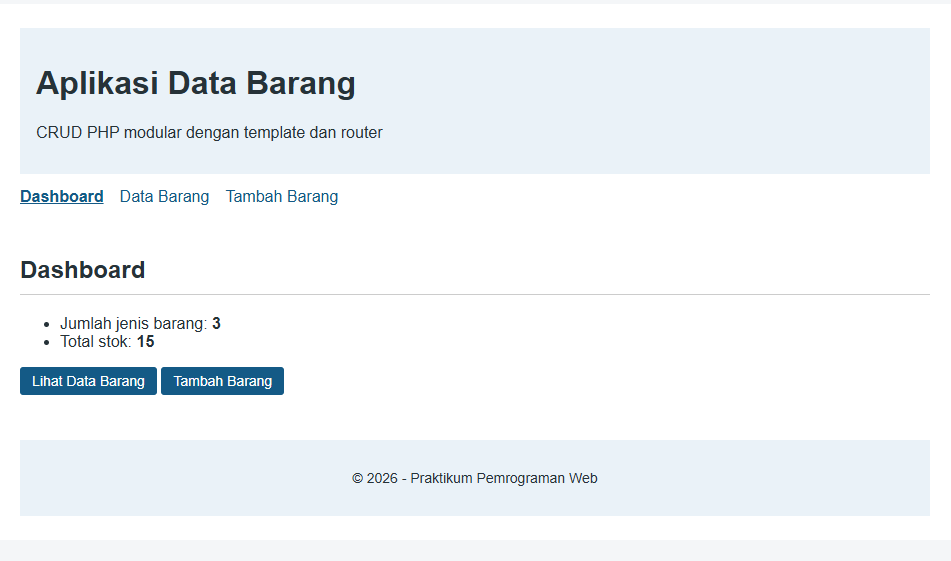 Aplikasi Data Barang
CRUD PHP modular dengan template dan router
Dashboard Data Barang Tambah Barang
Dashboard
Jumlah jenis barang: 3
Total stok: 15
Lihat Data Barang Tambah Barang
© 2026 - Praktikum Pemrograman Web